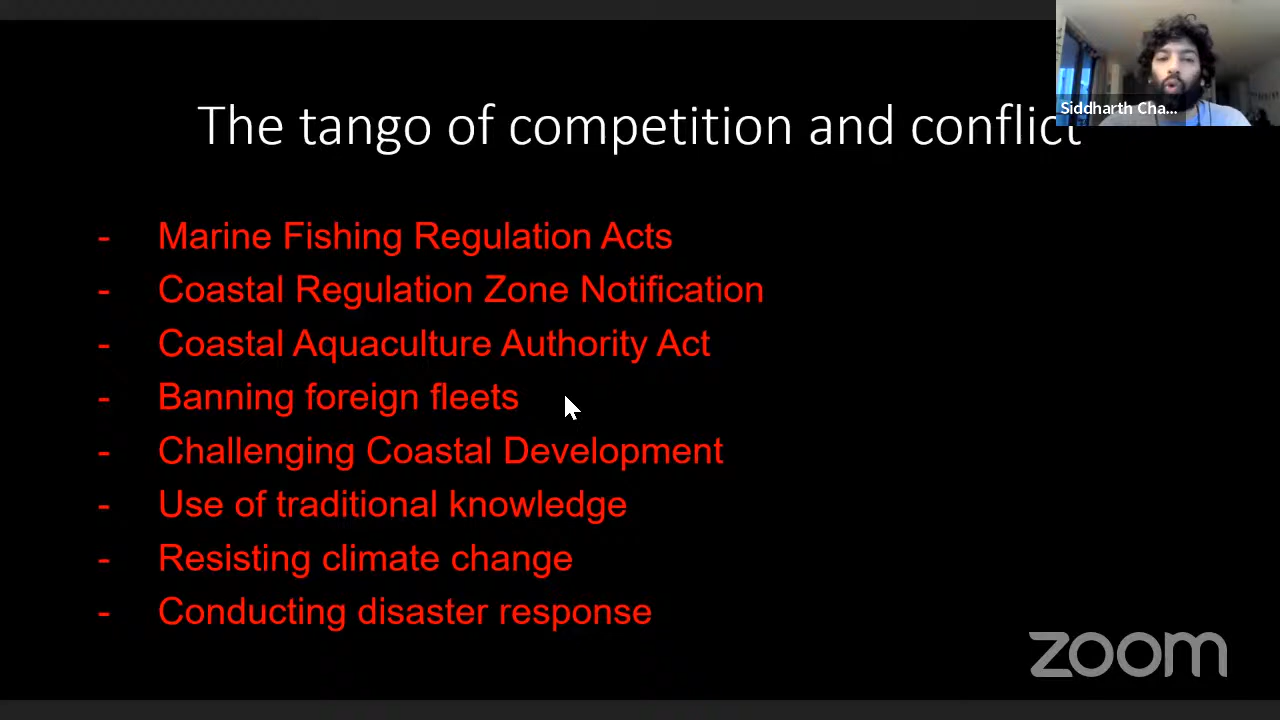 The tango of competition and conflict
Siddharth Cha...
- Marine Fishing Regulation Acts
- Coastal Regulation Zone Notification
- Coastal Aquaculture Authority Act
- Banning foreign fleets
- Challenging Coastal Development
- Use of traditional knowledge
- Resisting climate change
- Conducting disaster response
zoom